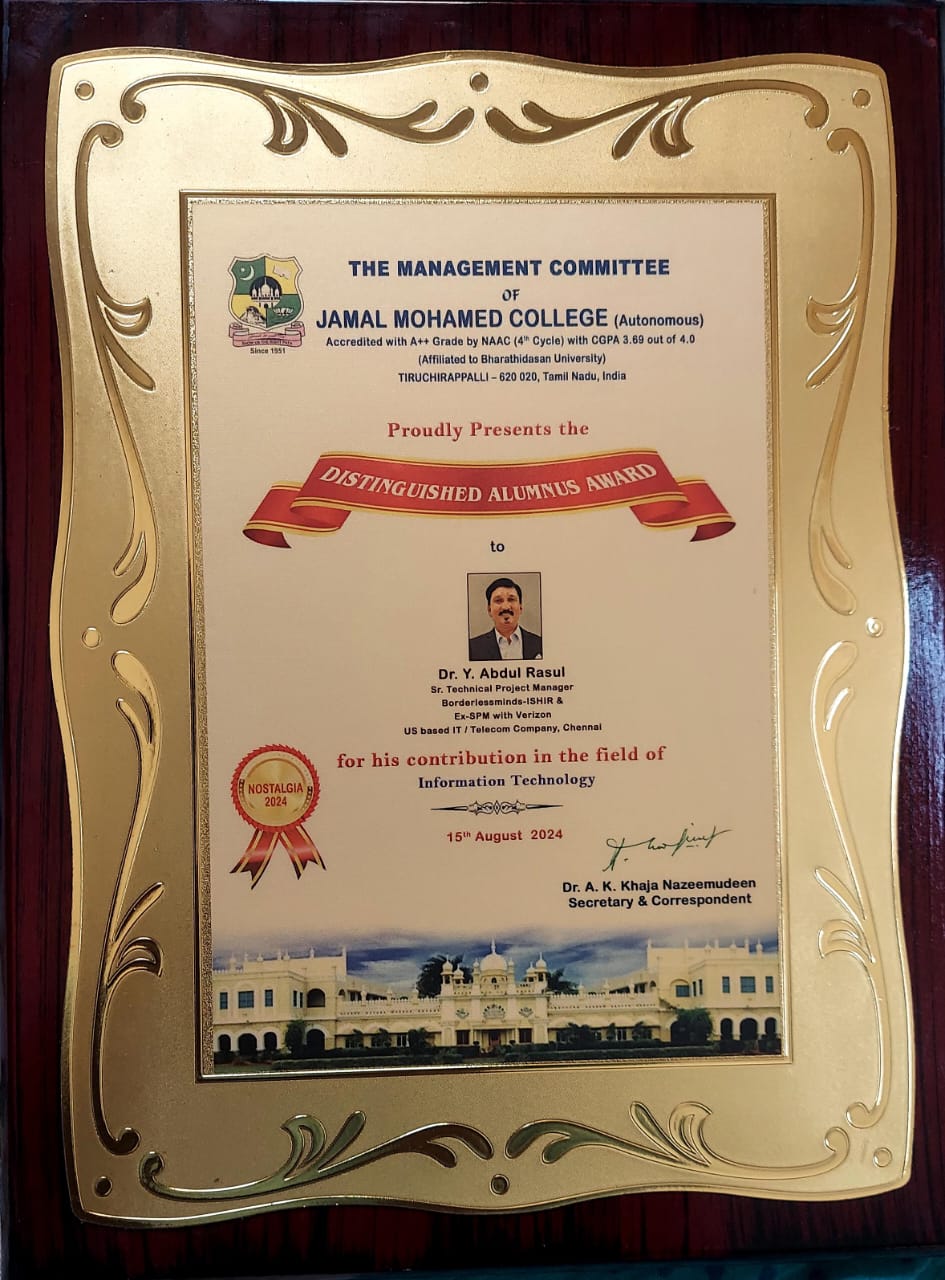 THE MANAGEMENT COMMITTEE
OF
JAMAL MOHAMED COLLEGE (Autonomous)
Accredited with A++ Grade by NAAC (4th Cycle) with CGPA 3.69 out of 4.0
(Affiliated to Bharathidasan University)
TIRUCHIRAPPALLI – 620 020, Tamil Nadu, India
Since 1951
Proudly Presents the
DISTINGUISHED ALUMNUS AWARD
to
Dr. Y. Abdul Rasul
Sr. Technical Project Manager
Borderlessminds-ISHIR &
Ex-SPM with Verizon
US based IT / Telecom Company, Chennai
for his contribution in the field of
Information Technology
NOSTALGIA
2024
15th August 2024
Dr. A. K. Khaja Nazeemudeen
Secretary & Correspondent